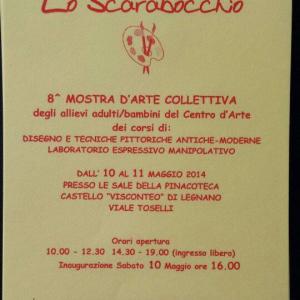 Lo Scarabocchio
8^ MOSTRA D'ARTE COLLETTIVA
degli allievi adulti/bambini del Centro d'Arte
dei corsi di:
DISEGNO E TECNICHE PITTORICHE ANTICHE-MODERNE
LABORATORIO ESPRESSIVO MANIPOLATIVO
DALL' 10 AL 11 MAGGIO 2014
PRESSO LE SALE DELLA PINACOTECA
CASTELLO "VISCONTEO" DI LEGNANO
VIALE TOSELLI
Orari apertura
10.00 - 12.30 14.30 - 19.00 (ingresso libero)
Inaugurazione Sabato 10 Maggio ore 16.00